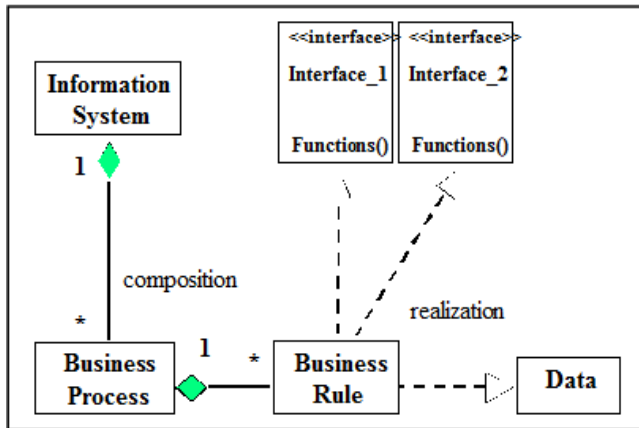 <<interface>>
Interface_1
Functions()
<<interface>>
Interface_2
Functions()
Information
System
1
composition
*
realization
Business
Process
1
*
Business
Rule
Data